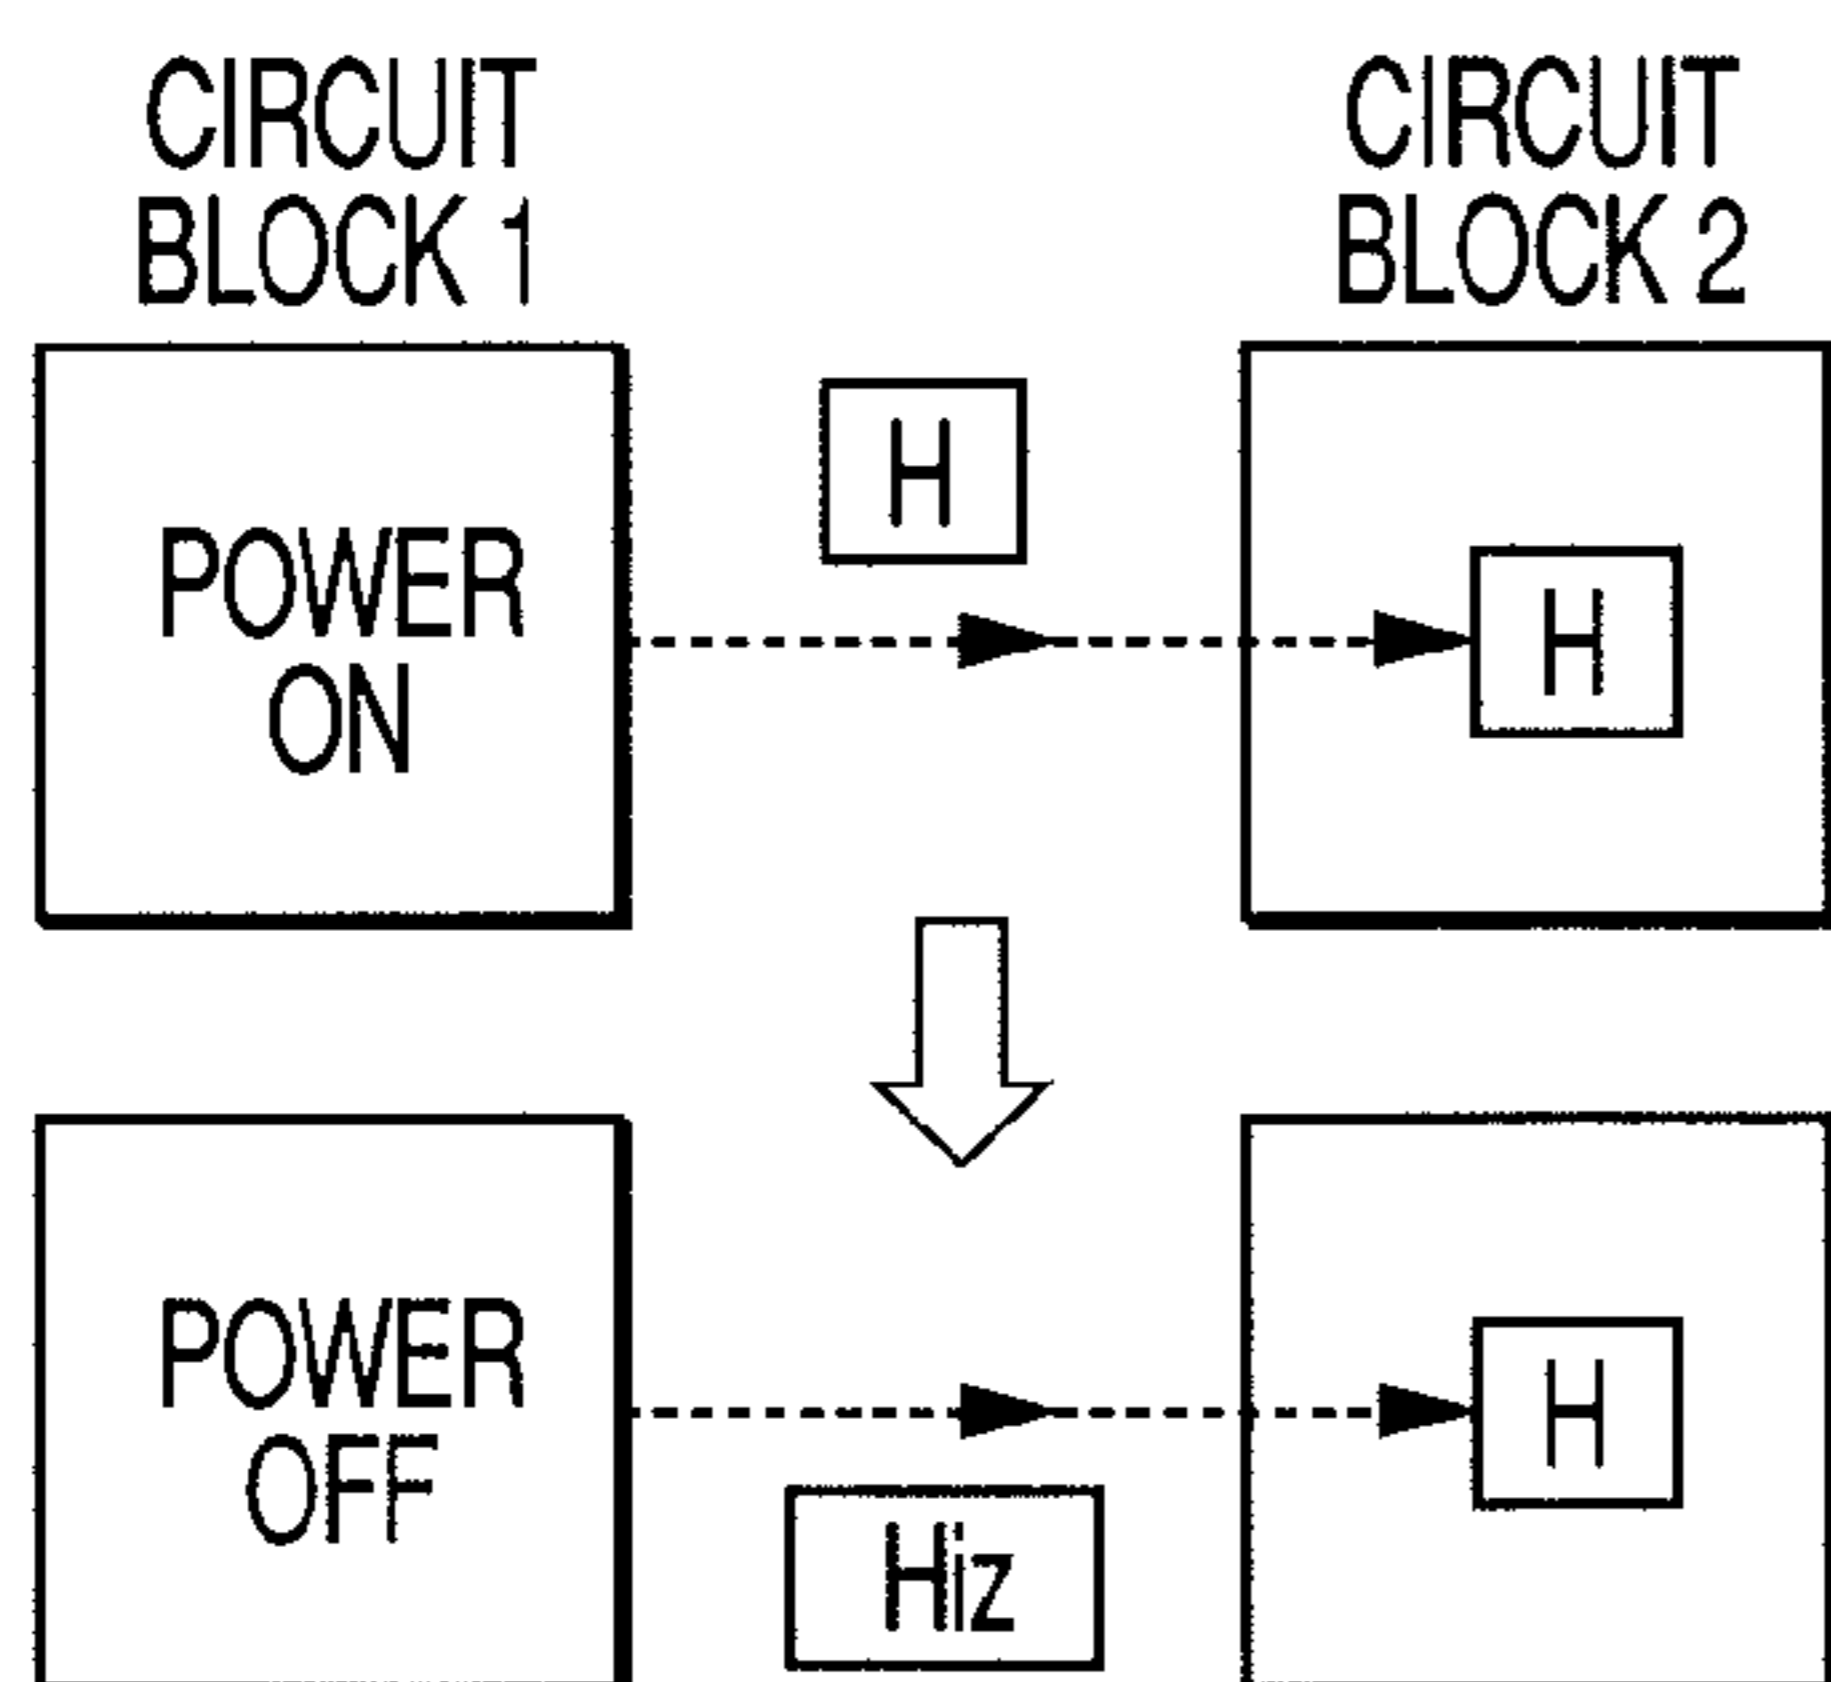 CIRCUIT
BLOCK 1
CIRCUIT
BLOCK 2
H
POWER
ON
H
POWER
OFF
H
Hiz